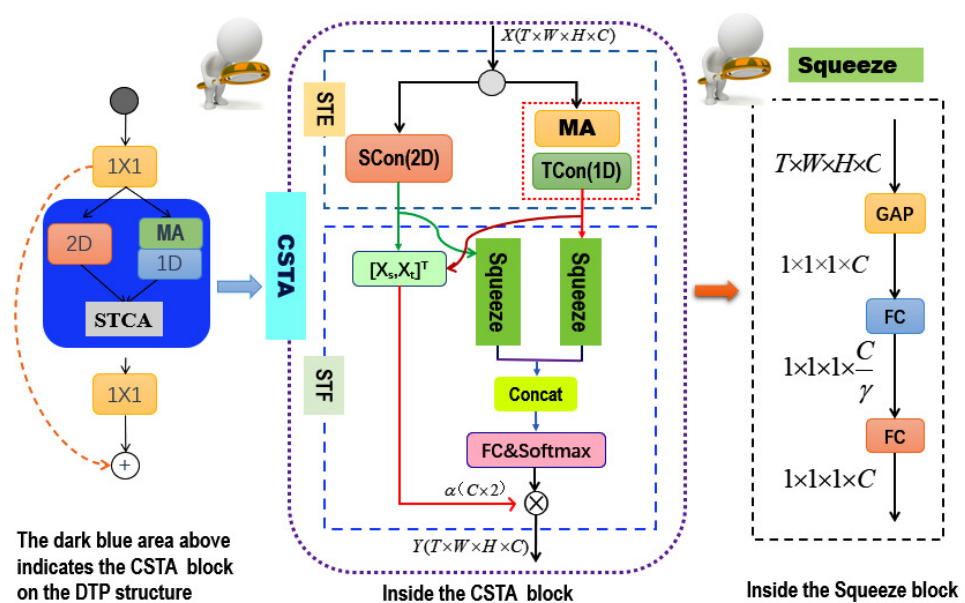 1X1
2D
MA
1D
STCA
1X1
+
The dark blue area above
indicates the CSTA block
on the DTP structure
CSTA
X(T×W×H×C)
STE
SCon(2D)
MA
TCon(1D)
[Xs,Xt]T
Squeeze
Squeeze
STF
Concat
FC&Softmax
α(C×2)
Y(T×W×H×C)
Inside the CSTA block
Squeeze
T×W×H×C
GAP
1×1×1×C
FC
1×1×1×C/γ
FC
1×1×1×C
Inside the Squeeze block